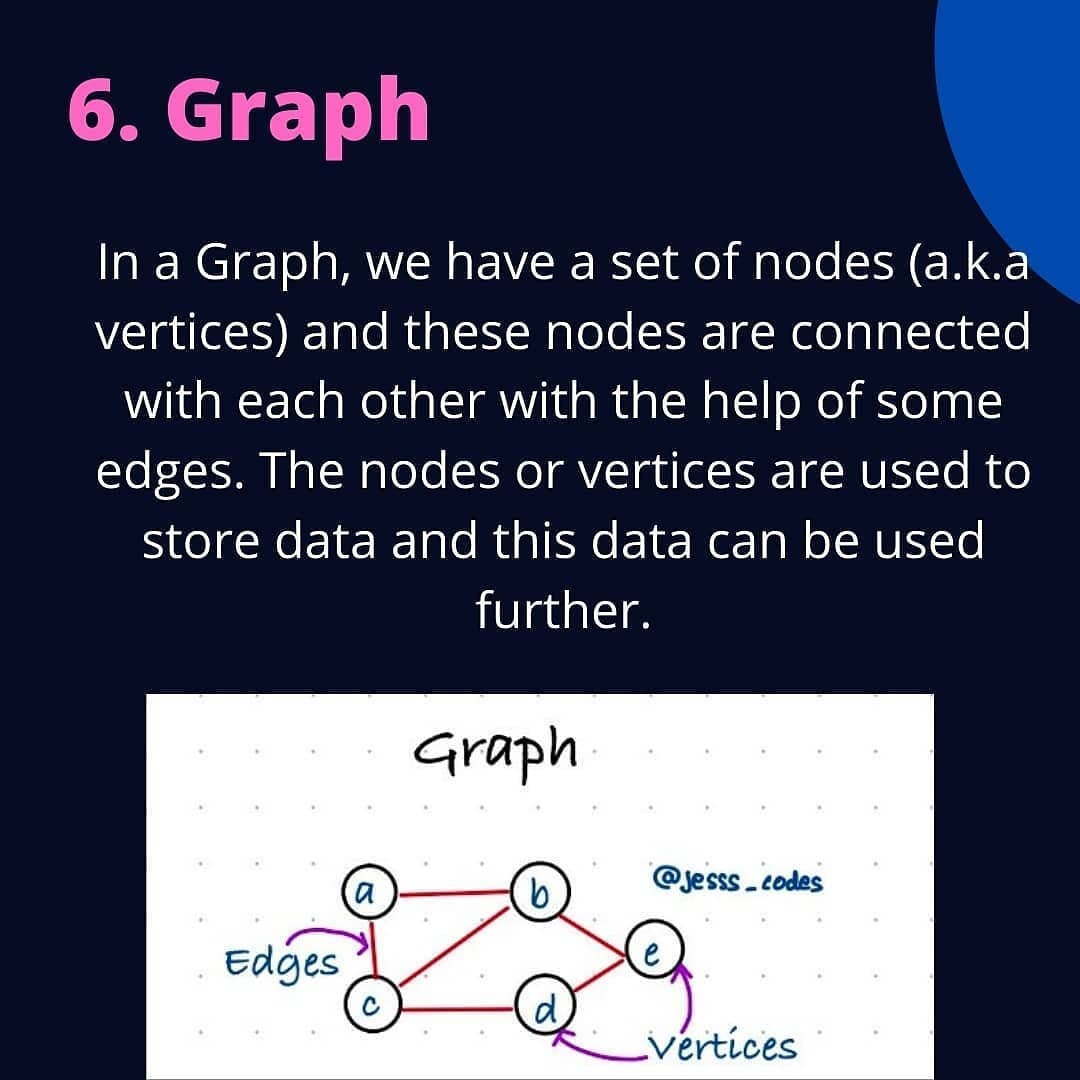 6. Graph
In a Graph, we have a set of nodes (a.k.a
vertices) and these nodes are connected
with each other with the help of some
edges. The nodes or vertices are used to
store data and this data can be used
further.
Graph
@jesss_codes
a
b
Edges
e
c
d
Vertices